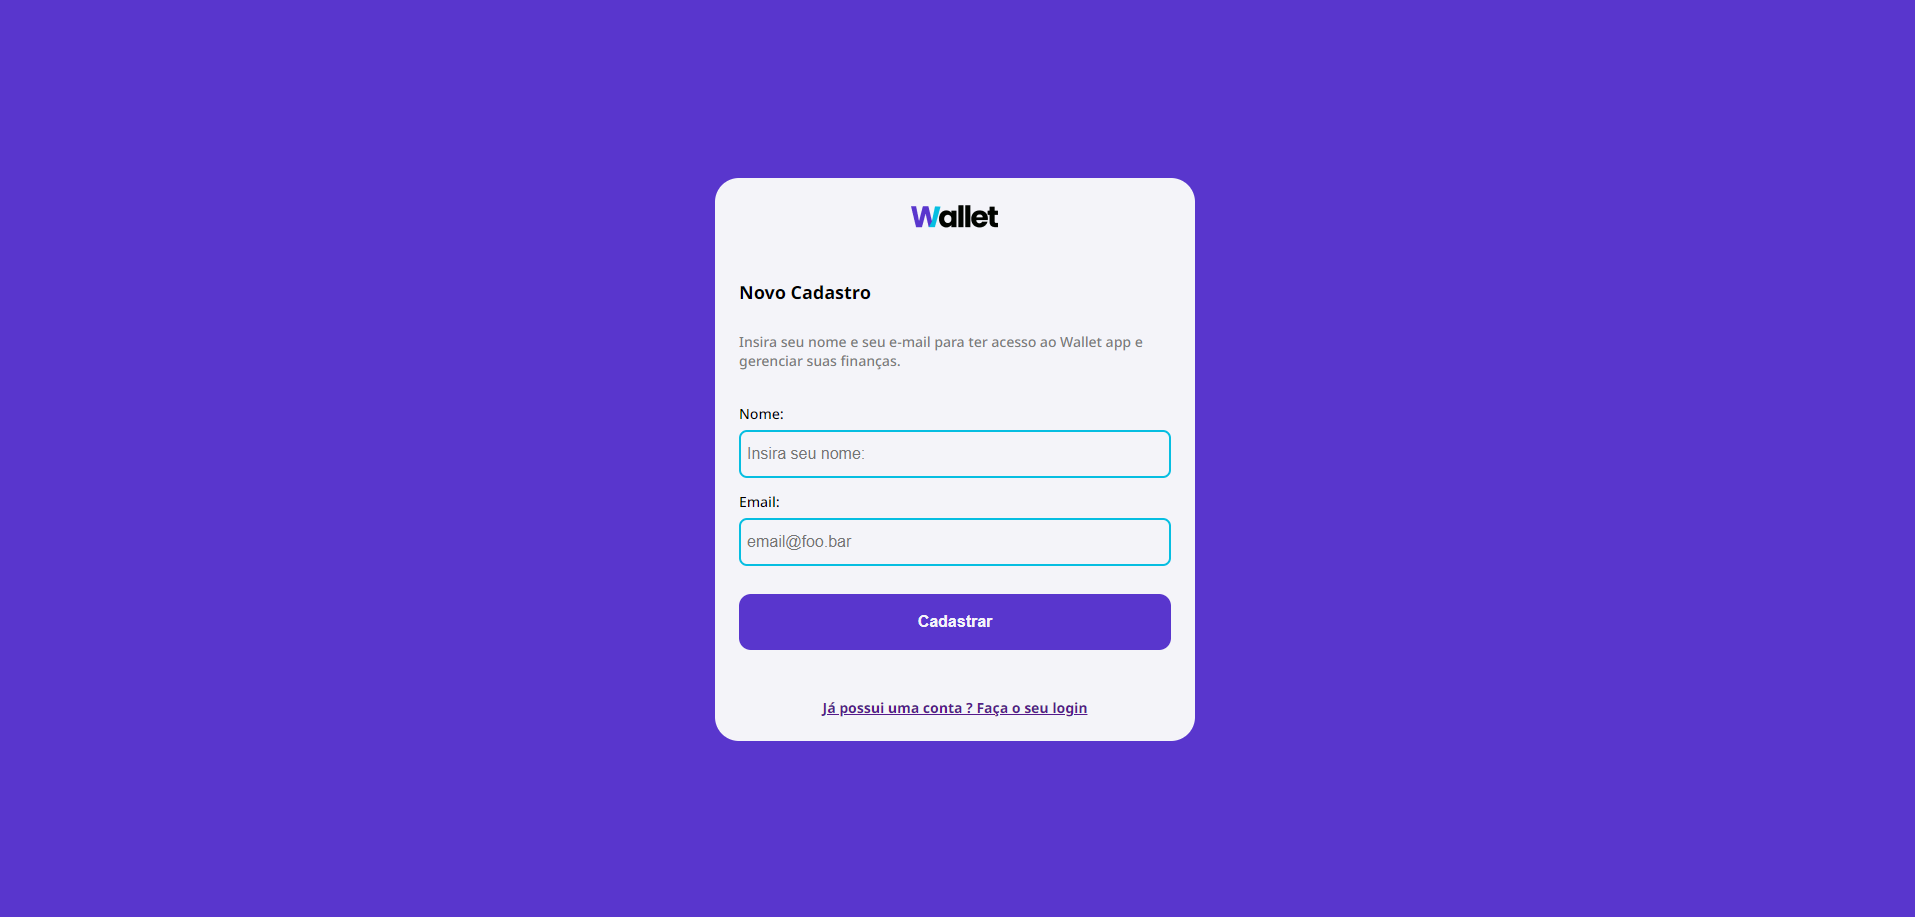 Wallet
Novo Cadastro
Insira seu nome e seu e-mail para ter acesso ao Wallet app e
gerenciar suas finanças.
Nome:
Insira seu nome:
Email:
email@foo.bar
Cadastrar
Já possui uma conta ? Faça o seu login